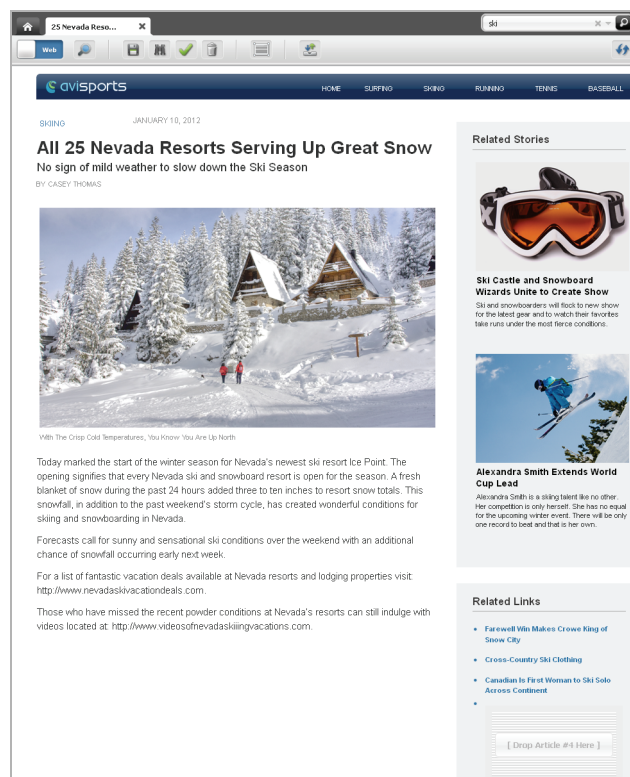 25 Nevada Reso...
ski
Web
avisports
HOME SURFING SKIING RUNNING TENNIS BASEBALL
SKIING JANUARY 10, 2012
All 25 Nevada Resorts Serving Up Great Snow
No sign of mild weather to slow down the Ski Season
BY CASEY THOMAS
With The Crisp Cold Temperatures, You Know You Are Up North
Today marked the start of the winter season for Nevada's newest ski resort Ice Point. The
opening signifies that every Nevada ski and snowboard resort is open for the season. A fresh
blanket of snow during the past 24 hours added three to ten inches to resort snow totals. This
snowfall, in addition to the past weekend's storm cycle, has created wonderful conditions for
skiing and snowboarding in Nevada.
Forecasts call for sunny and sensational ski conditions over the weekend with an additional
chance of snowfall occurring early next week.
For a list of fantastic vacation deals available at Nevada resorts and lodging properties visit:
http://www.nevadaskivacationdeals.com.
Those who have missed the recent powder conditions at Nevada's resorts can still indulge with
videos located at: http://www.videosofnevadaskiiingvacations.com.
Related Stories
Ski Castle and Snowboard
Wizards Unite to Create Show
Ski and snowboarders will flock to new show
for the latest gear and to watch their favorites
take runs under the most fierce conditions.
Alexandra Smith Extends World
Cup Lead
Alexandra Smith is a skiing talent like no other.
Her competition is only herself. She has no equal
for the upcoming winter event. There will be only
one record to beat and that is her own.
Related Links
Farewell Win Makes Crowe King of
Snow City
Cross-Country Ski Clothing
Canadian Is First Woman to Ski Solo
Across Continent
[ Drop Article #4 Here ]